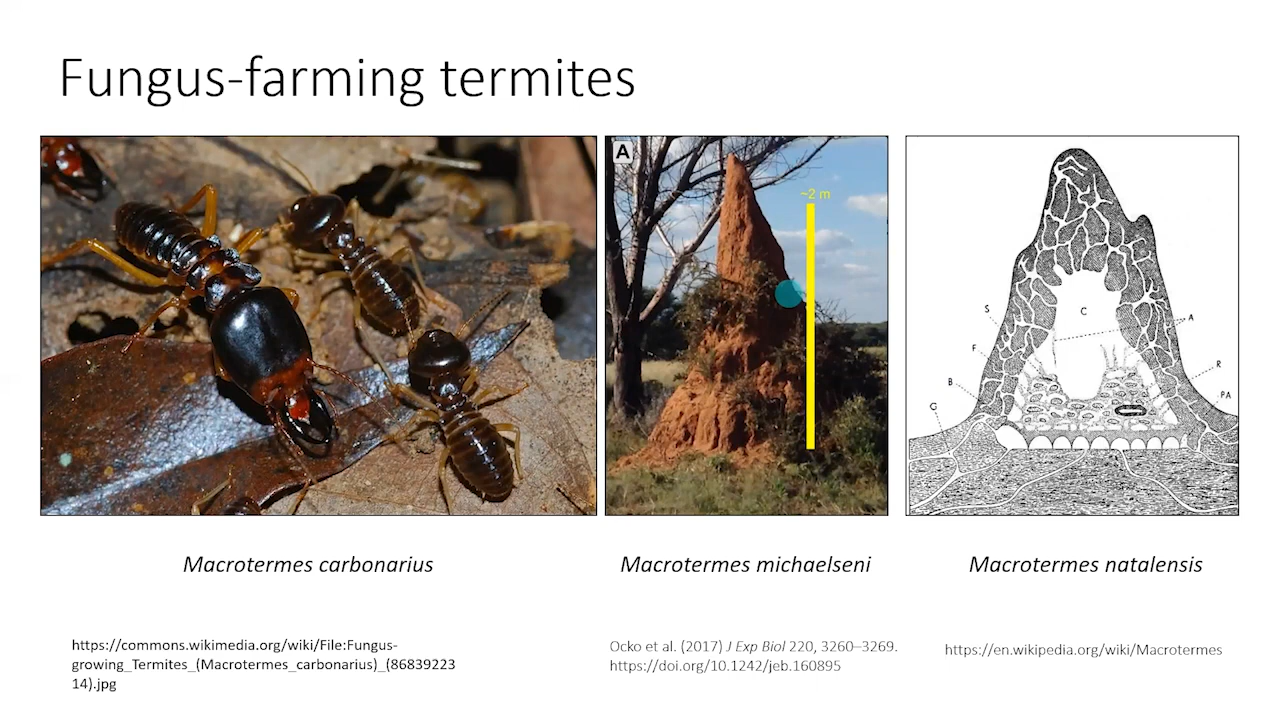 Fungus-farming termites
A
~2 m
C
S
A
F
R
B
PA
G
Macrotermes carbonarius
Macrotermes michaelseni
Macrotermes natalensis
https://commons.wikimedia.org/wiki/File:Fungus-
growing_Termites_(Macrotermes_carbonarius)_(86839223
14).jpg
Ocko et al. (2017) J Exp Biol 220, 3260–3269.
https://doi.org/10.1242/jeb.160895
https://en.wikipedia.org/wiki/Macrotermes